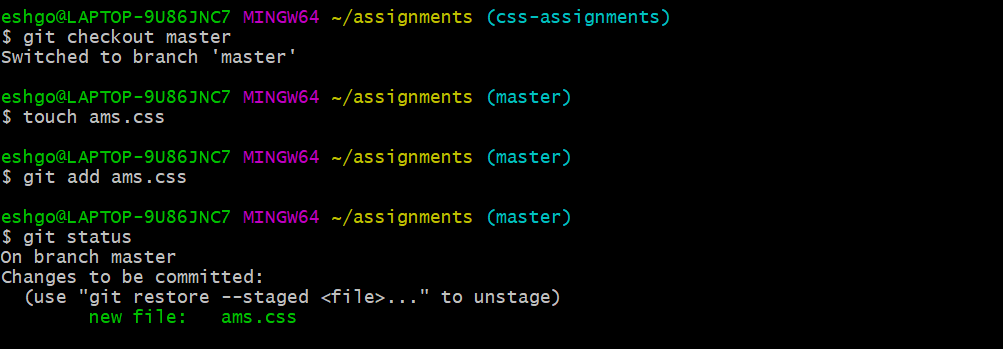 eshgo@LAPTOP-9U86JNC7 MINGW64 ~/assignments (css-assignments)
$ git checkout master
Switched to branch 'master'
eshgo@LAPTOP-9U86JNC7 MINGW64 ~/assignments (master)
$ touch ams.css
eshgo@LAPTOP-9U86JNC7 MINGW64 ~/assignments (master)
$ git add ams.css
eshgo@LAPTOP-9U86JNC7 MINGW64 ~/assignments (master)
$ git status
On branch master
Changes to be committed:
  (use "git restore --staged <file>..." to unstage)
        new file:   ams.css